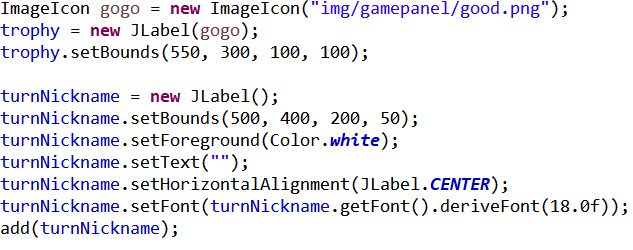 ImageIcon gogo = new ImageIcon("img/gamepanel/good.png");
trophy = new JLabel(gogo);
trophy.setBounds(550, 300, 100, 100);
turnNickname = new JLabel();
turnNickname.setBounds(500, 400, 200, 50);
turnNickname.setForeground(Color.white);
turnNickname.setText("");
turnNickname.setHorizontalAlignment(JLabel.CENTER);
turnNickname.setFont(turnNickname.getFont().deriveFont(18.0f));
add(turnNickname);